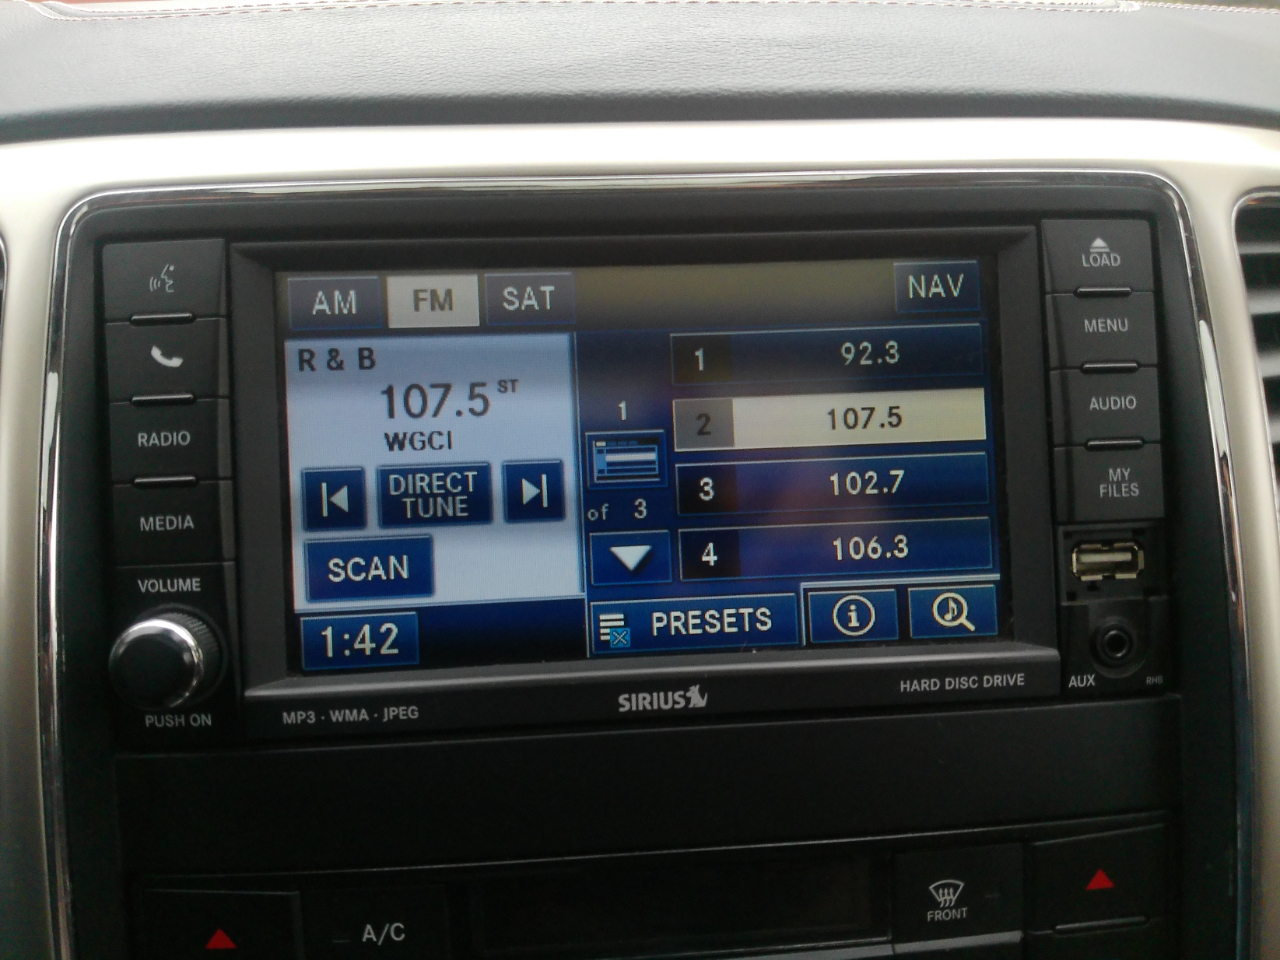 LOAD
MENU
AUDIO
MY
FILES
RADIO
MEDIA
VOLUME
PUSH ON
AM FM SAT NAV
R & B
107.5 ST
WGCI
DIRECT
TUNE
SCAN
1:42
1
of 3
1 92.3
2 107.5
3 102.7
4 106.3
PRESETS
i
MP3 · WMA · JPEG
SIRIUS
HARD DISC DRIVE
AUX
RHB
A/C
FRONT